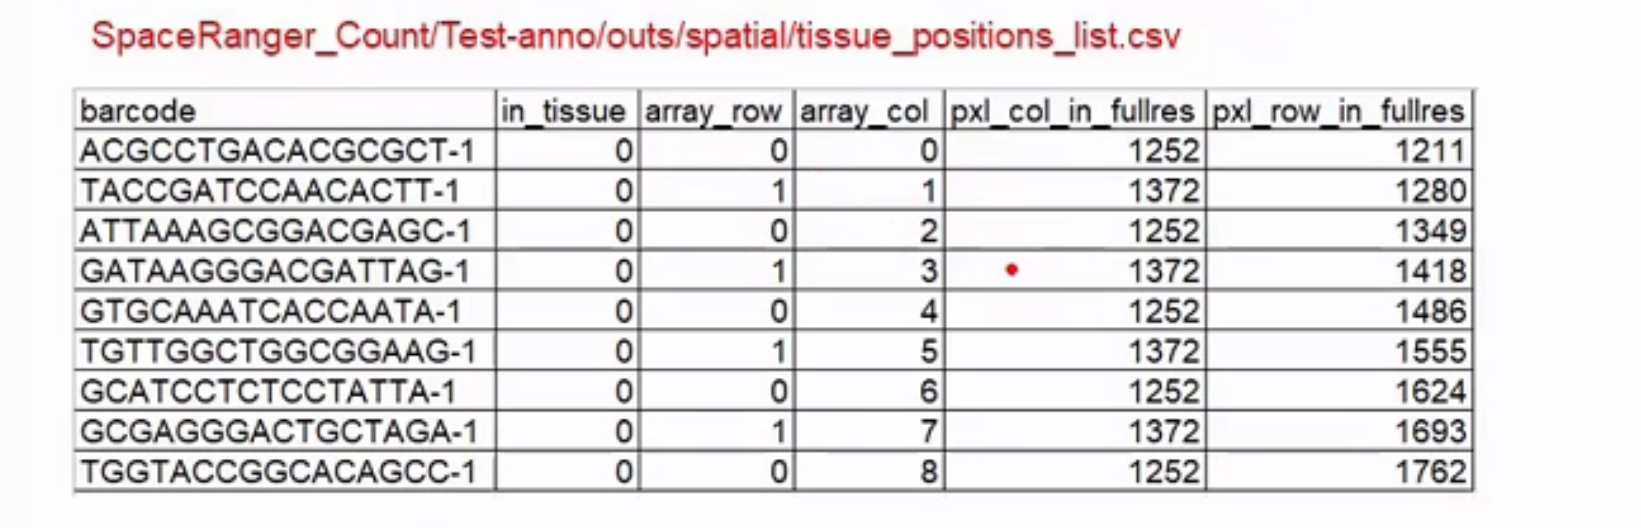 SpaceRanger_Count/Test-anno/outs/spatial/tissue_positions_list.csv
barcode in_tissue array_row array_col pxl_col_in_fullres pxl_row_in_fullres
ACGCCTGACACGCGCT-1 0 0 0 1252 1211
TACCGATCCAACACTT-1 0 1 1 1372 1280
ATTAAAGCGGACGAGC-1 0 0 2 1252 1349
GATAAGGGACGATTAG-1 0 1 3 1372 1418
GTGCAAATCACCAATA-1 0 0 4 1252 1486
TGTTGGCTGGCGGAAG-1 0 1 5 1372 1555
GCATCCTCTCCTATTA-1 0 0 6 1252 1624
GCGAGGGACTGCTAGA-1 0 1 7 1372 1693
TGGTACCGGCACAGCC-1 0 0 8 1252 1762